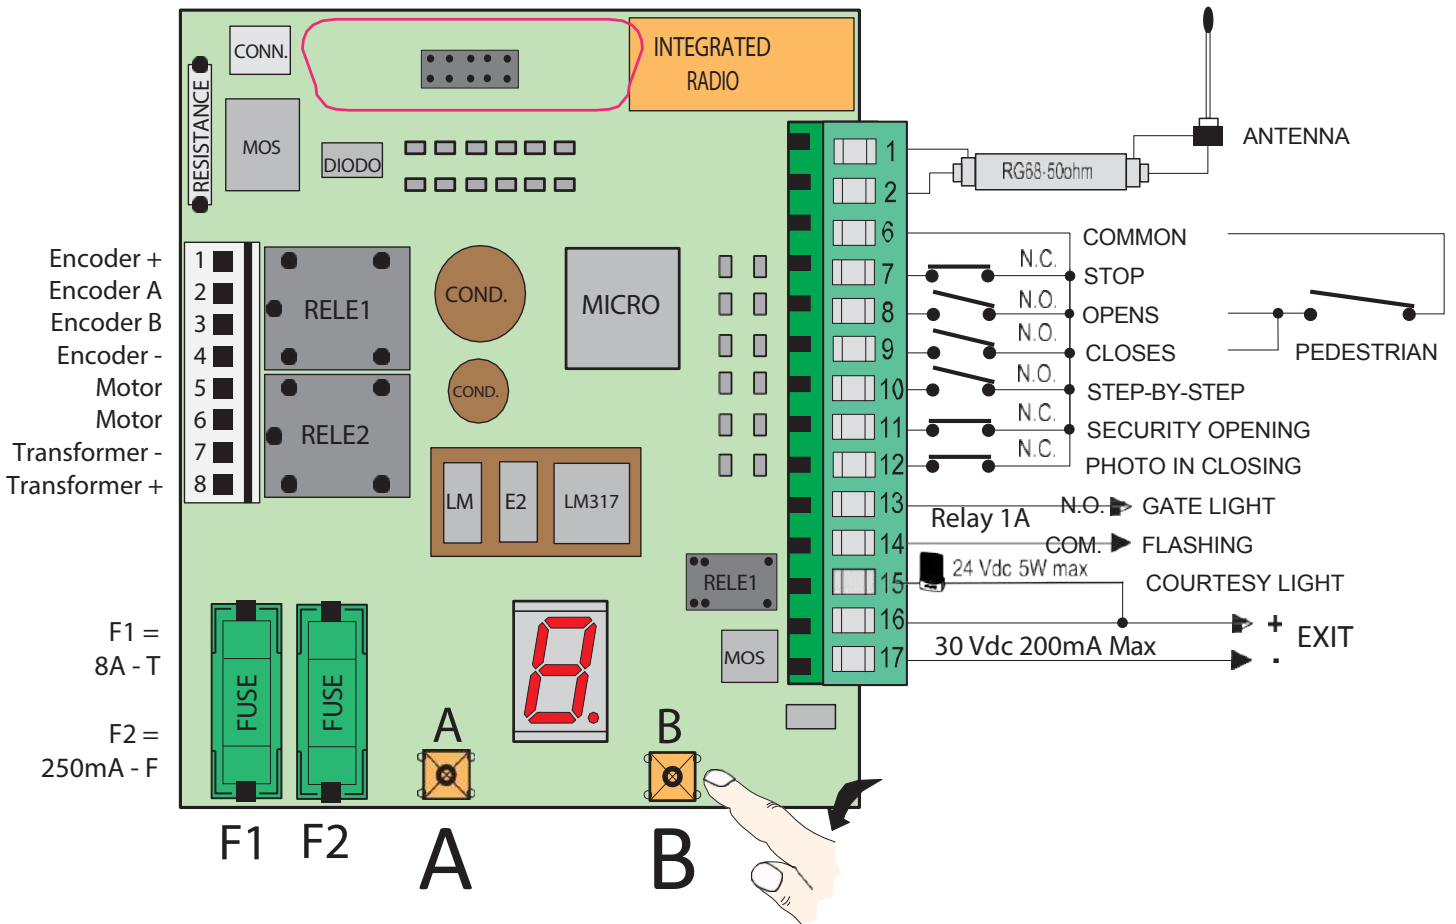 CONN.
INTEGRATED
RADIO
RESISTANCE
MOS
DIODO
1
2
6
7
8
9
10
11
12
13
14
15
16
17
RG68-50ohm
ANTENNA
COMMON
N.C.
STOP
N.O.
OPENS
N.O.
CLOSES
PEDESTRIAN
N.O.
STEP-BY-STEP
N.C.
SECURITY OPENING
N.C.
PHOTO IN CLOSING
Relay 1A
N.O.
GATE LIGHT
COM.
FLASHING
24 Vdc 5W max
COURTESY LIGHT
30 Vdc 200mA Max
+
-
EXIT
Encoder + 1
Encoder A 2
Encoder B 3
Encoder - 4
Motor 5
Motor 6
Transformer - 7
Transformer + 8
RELE1
RELE2
COND.
COND.
MICRO
LM
E2
LM317
RELE1
MOS
F1 =
8A - T
F2 =
250mA - F
FUSE
FUSE
8.
A
B
F1
F2
A
B